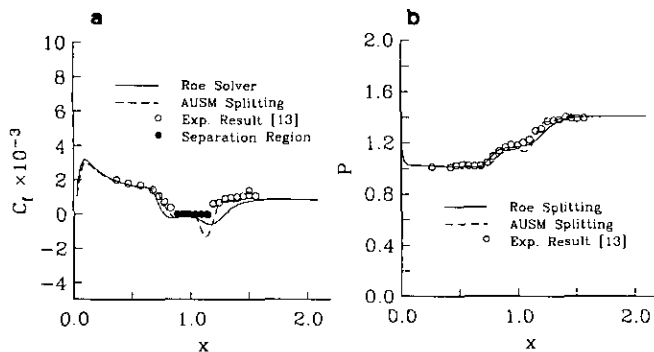 a
10
8
6
4
2
0
−2
−4
C_f ×10^−3
Roe Solver
AUSM Splitting
Exp. Result [13]
Separation Region
0.0
1.0
2.0
x
b
2.0
1.6
1.2
0.8
0.4
0.0
P
Roe Splitting
AUSM Splitting
Exp. Result [13]
0.0
1.0
2.0
x